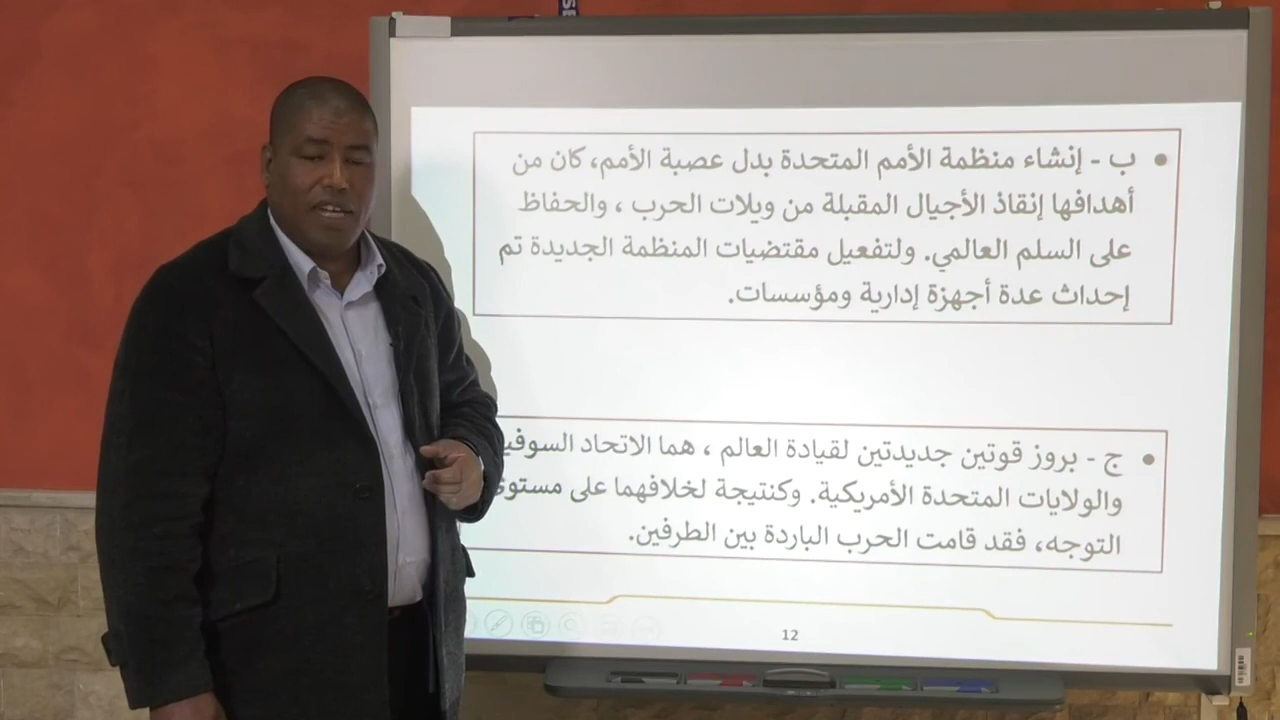 • ب - إنشاء منظمة الأمم المتحدة بدل عصبة الأمم، كان من
أهدافها إنقاذ الأجيال المقبلة من ويلات الحرب ، والحفاظ
على السلم العالمي. ولتفعيل مقتضيات المنظمة الجديدة تم
إحداث عدة أجهزة إدارية ومؤسسات.
• ج - بروز قوتين جديدتين لقيادة العالم ، هما الاتحاد
والولايات المتحدة الأمريكية. وكنتيجة لخلافهما على
التوجه، فقد قامت الحرب الباردة بين الطرفين.
12